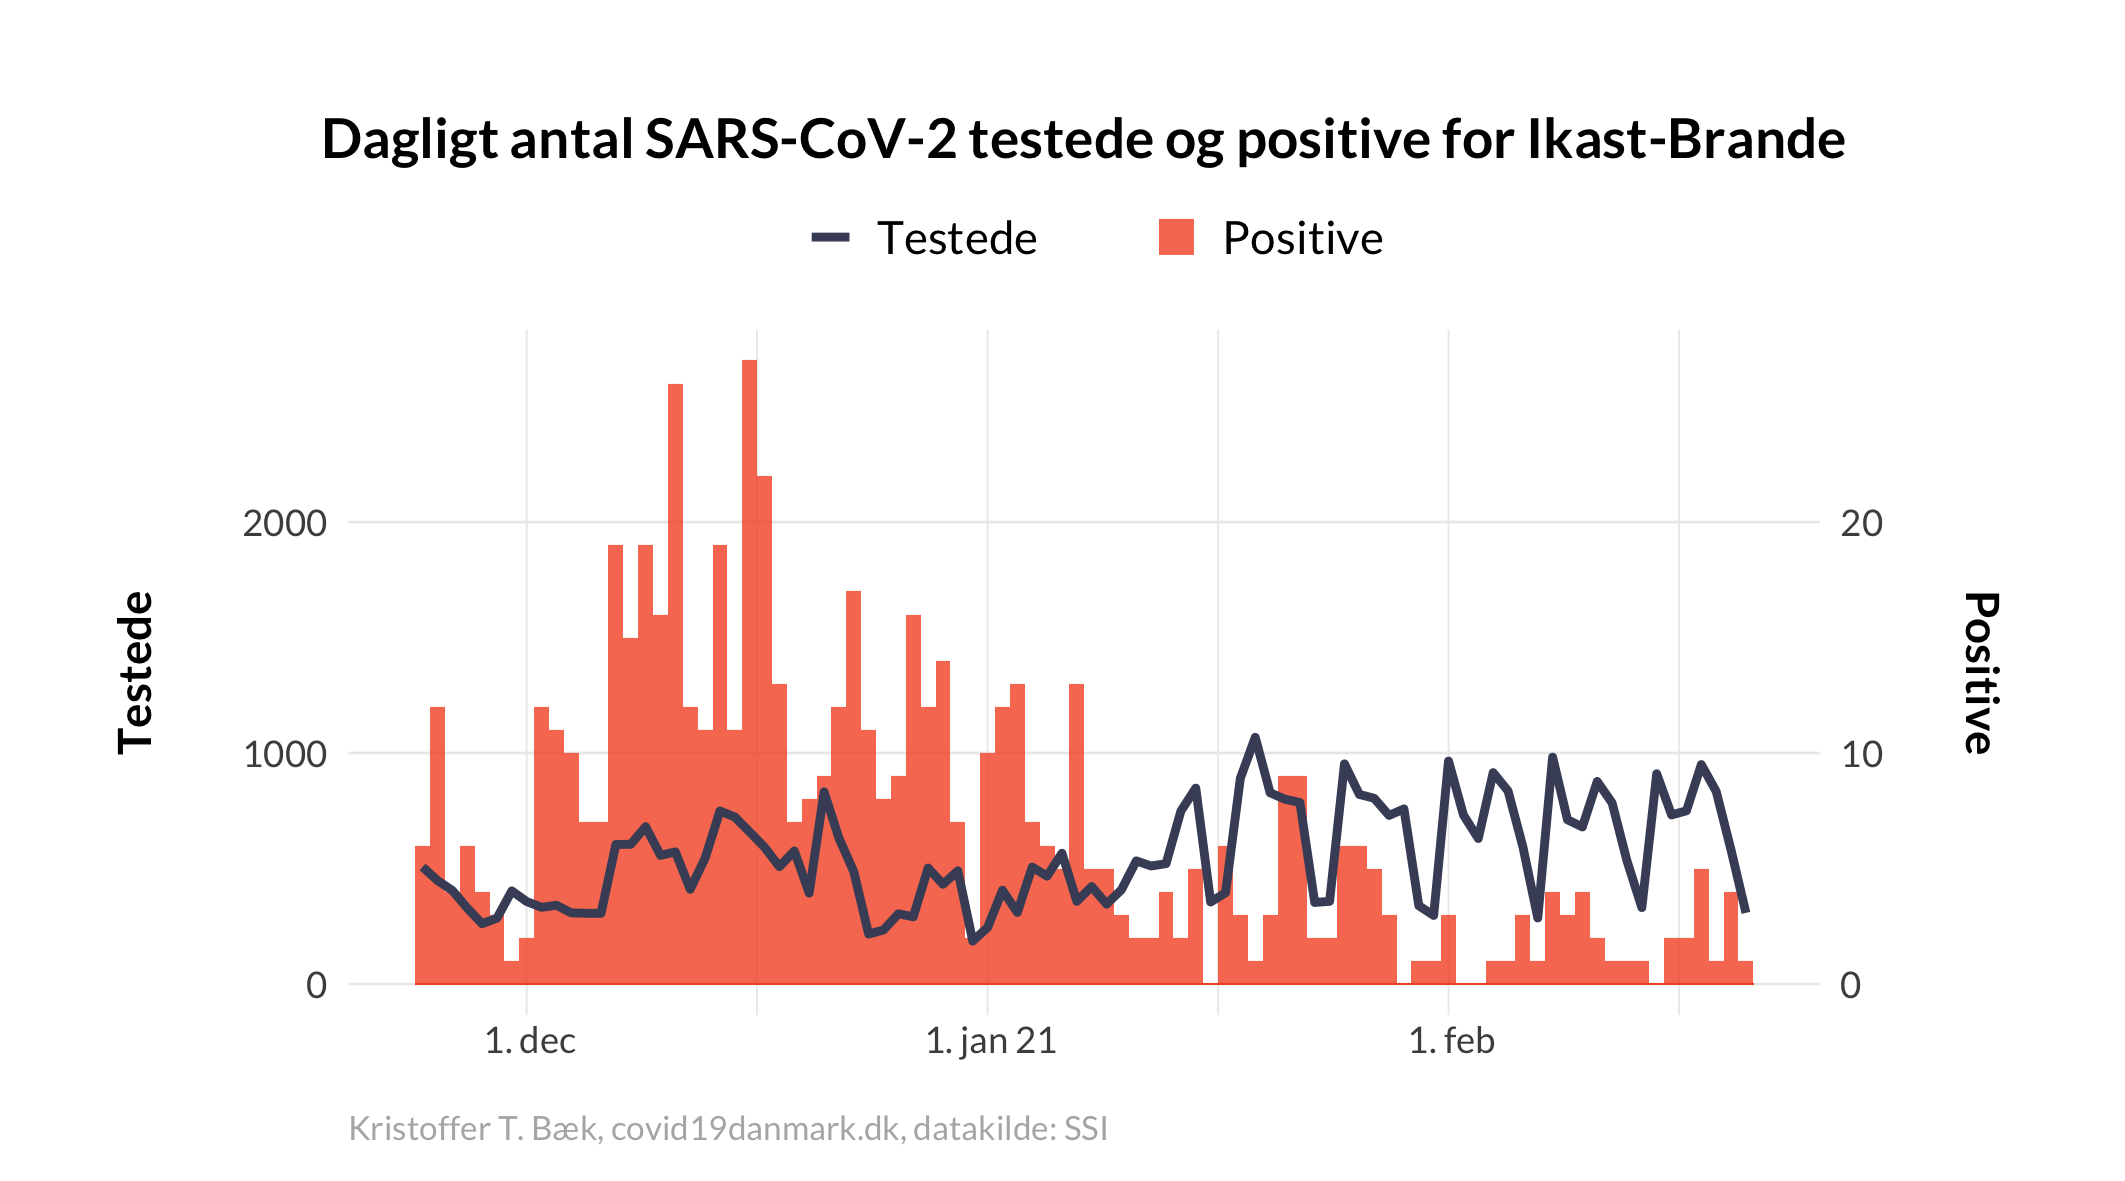 Dagligt antal SARS-CoV-2 testede og positive for Ikast-Brande
Testede
Positive
2000
1000
0
20
10
0
Testede
Positive
1. dec
1. jan 21
1. feb
Kristoffer T. Bæk, covid19danmark.dk, datakilde: SSI